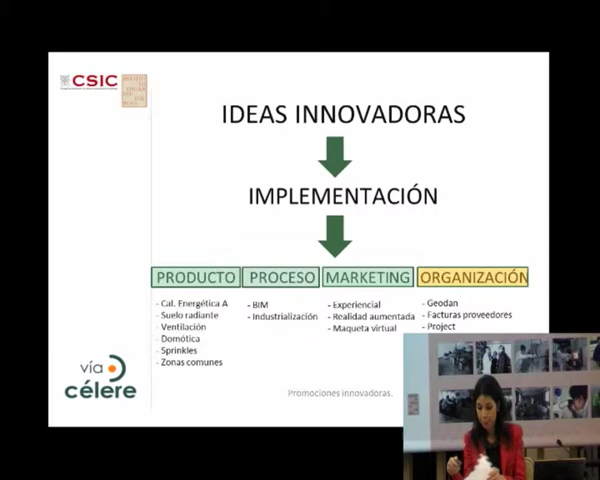 CSIC
IDEAS INNOVADORAS
IMPLEMENTACIÓN
PRODUCTO
- Cal. Energética A
- Suelo radiante
- Ventilación
- Domótica
- Sprinkles
- Zonas comunes
PROCESO
- BIM
- Industrialización
MARKETING
- Experiencial
- Realidad aumentada
- Maqueta virtual
ORGANIZACIÓN
- Geodan
- Facturas proveedores
- Project
vía
célere
Promociones innovadoras.